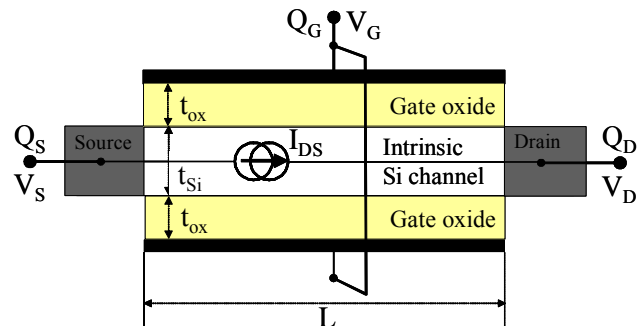 Q_G V_G
t_ox Gate oxide
Q_S Source I_DS Intrinsic Drain Q_D
V_S t_Si Si channel V_D
t_ox Gate oxide
L